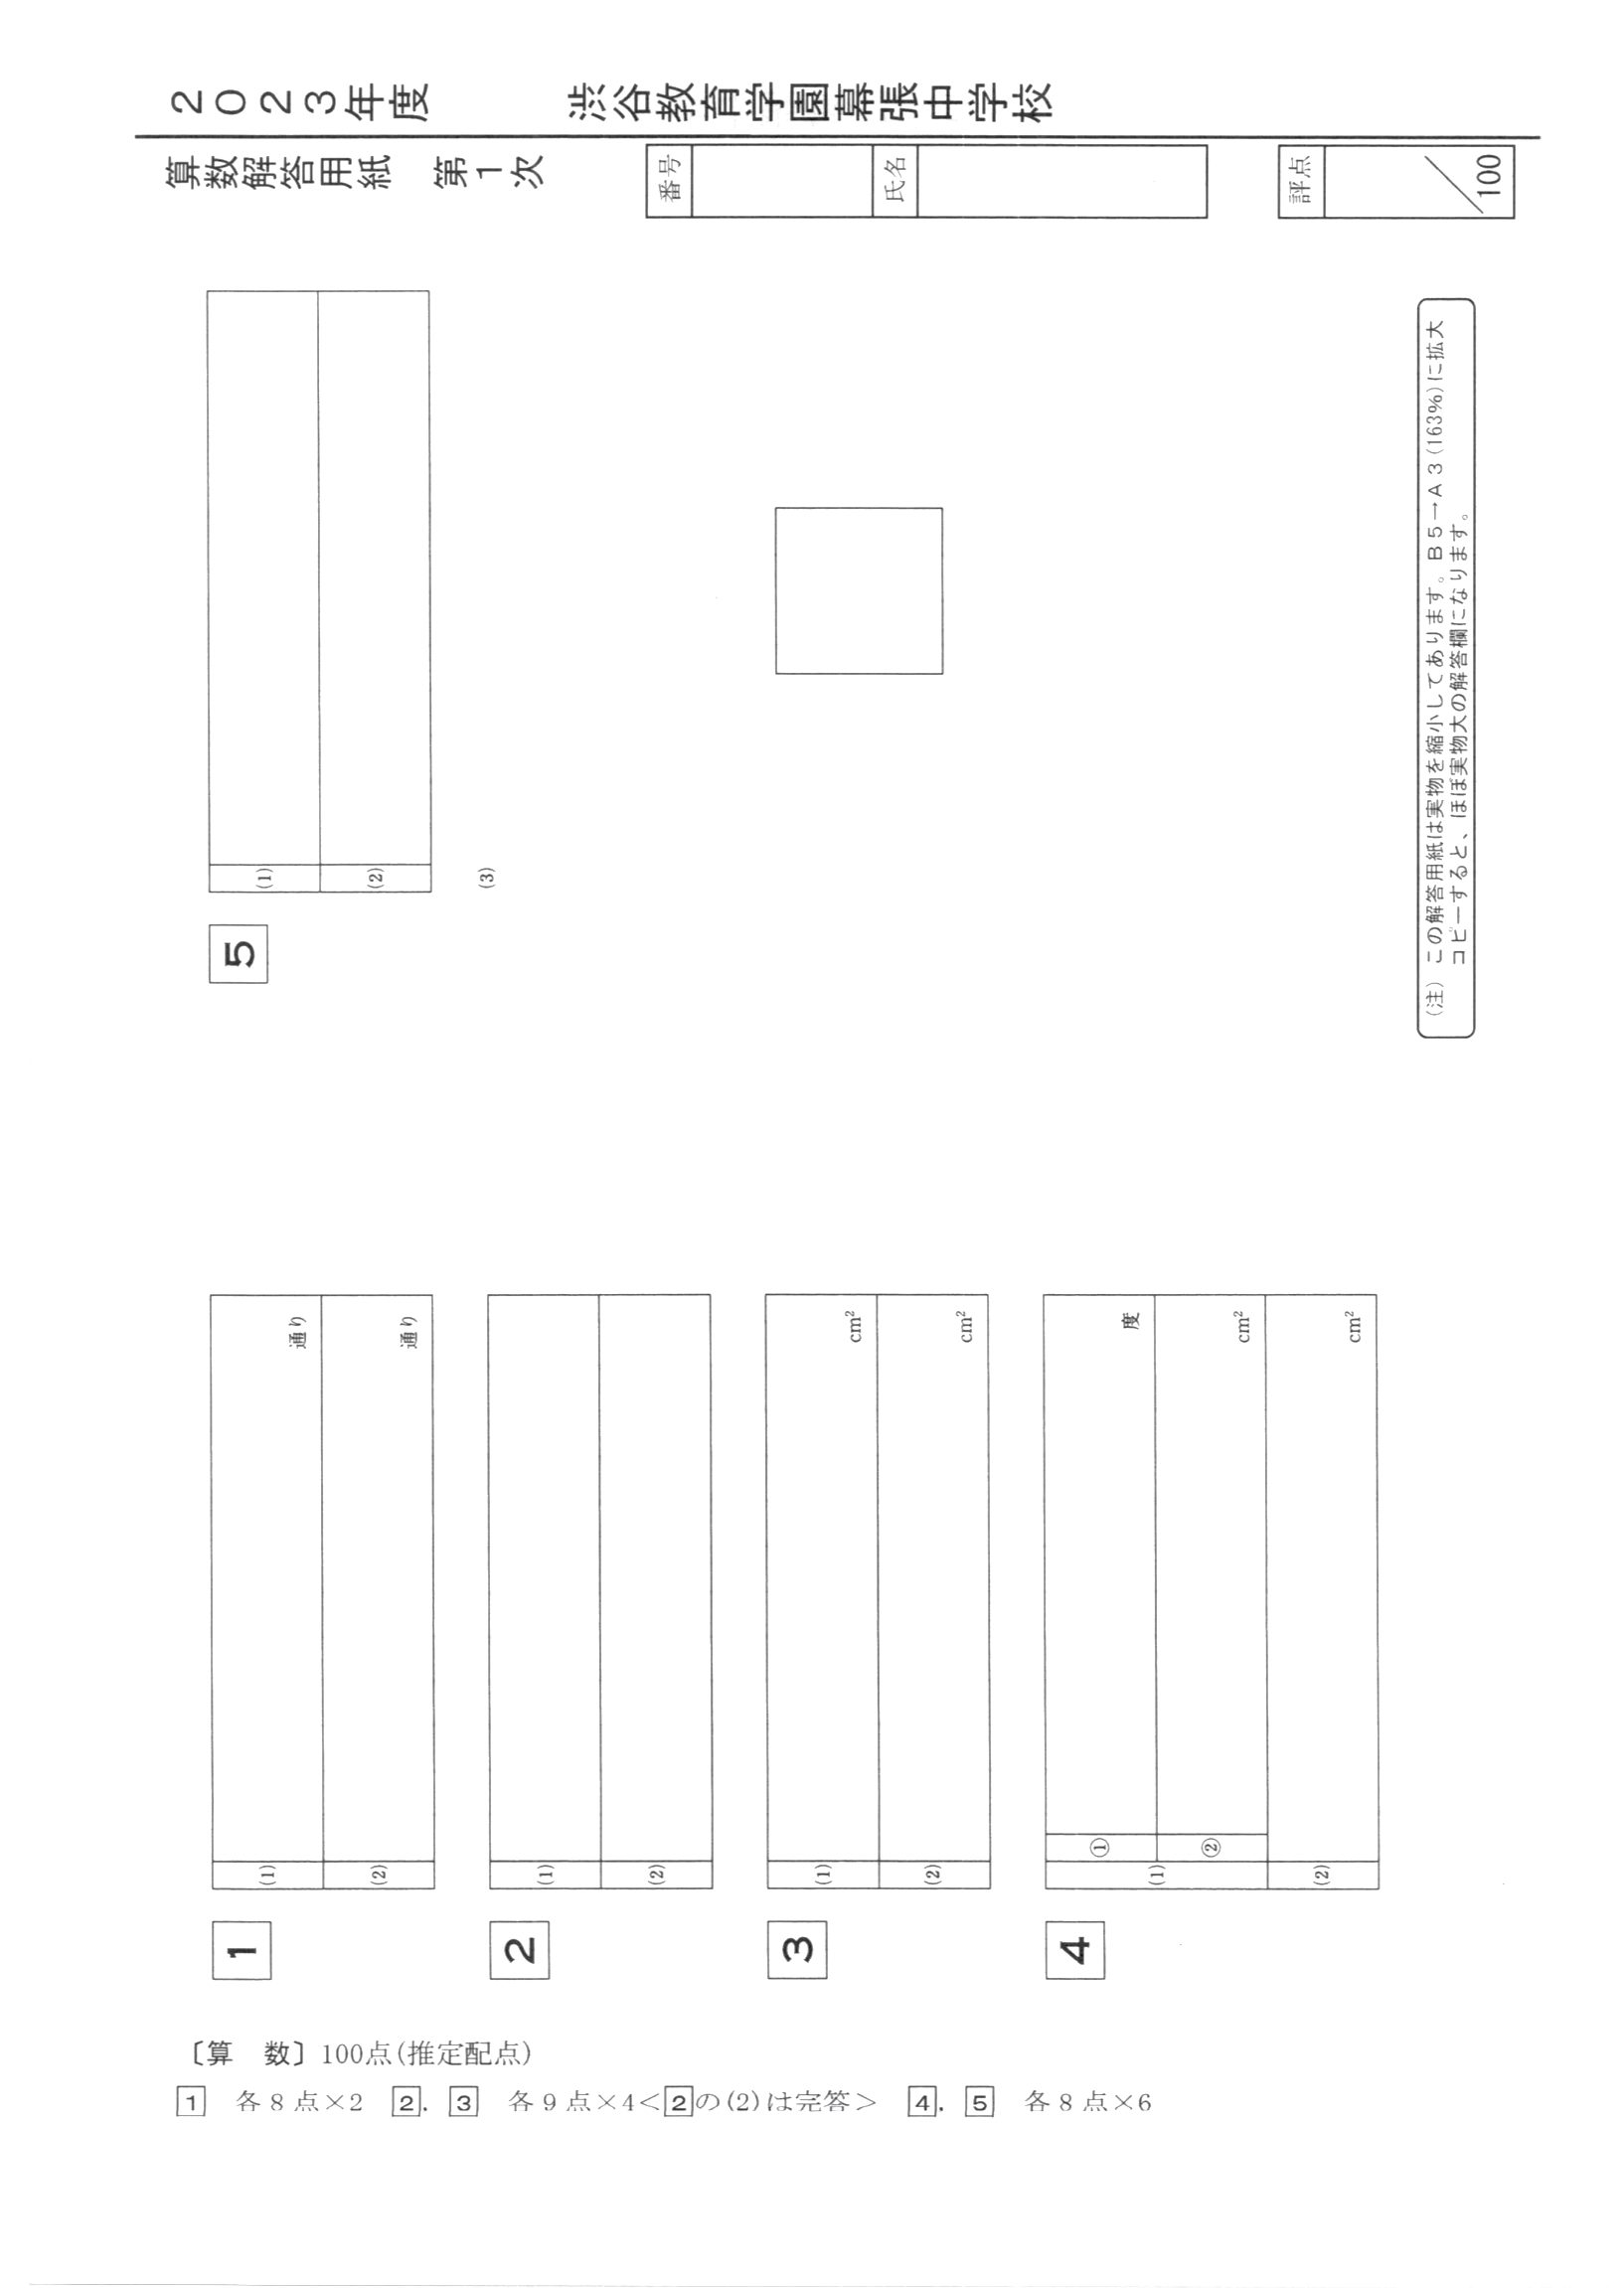 2023年度 渋谷教育学園幕張中学校
算数解答用紙 第1次
番号
氏名
評点
/100
1
(1) 通り
(2) 通り
2
(1)
(2)
3
(1) cm²
(2) cm²
4
(1) ① 度
② cm²
(2) cm²
5
(1)
(2)
(3)
(注) この解答用紙は実物を縮小してあります。B5→A3(163%)に拡大
コピーすると、ほぼ実物大の解答欄になります。
〔算 数〕100点(推定配点)
1 各8点×2 2, 3 各9点×4<2の(2)は完答> 4, 5 各8点×6